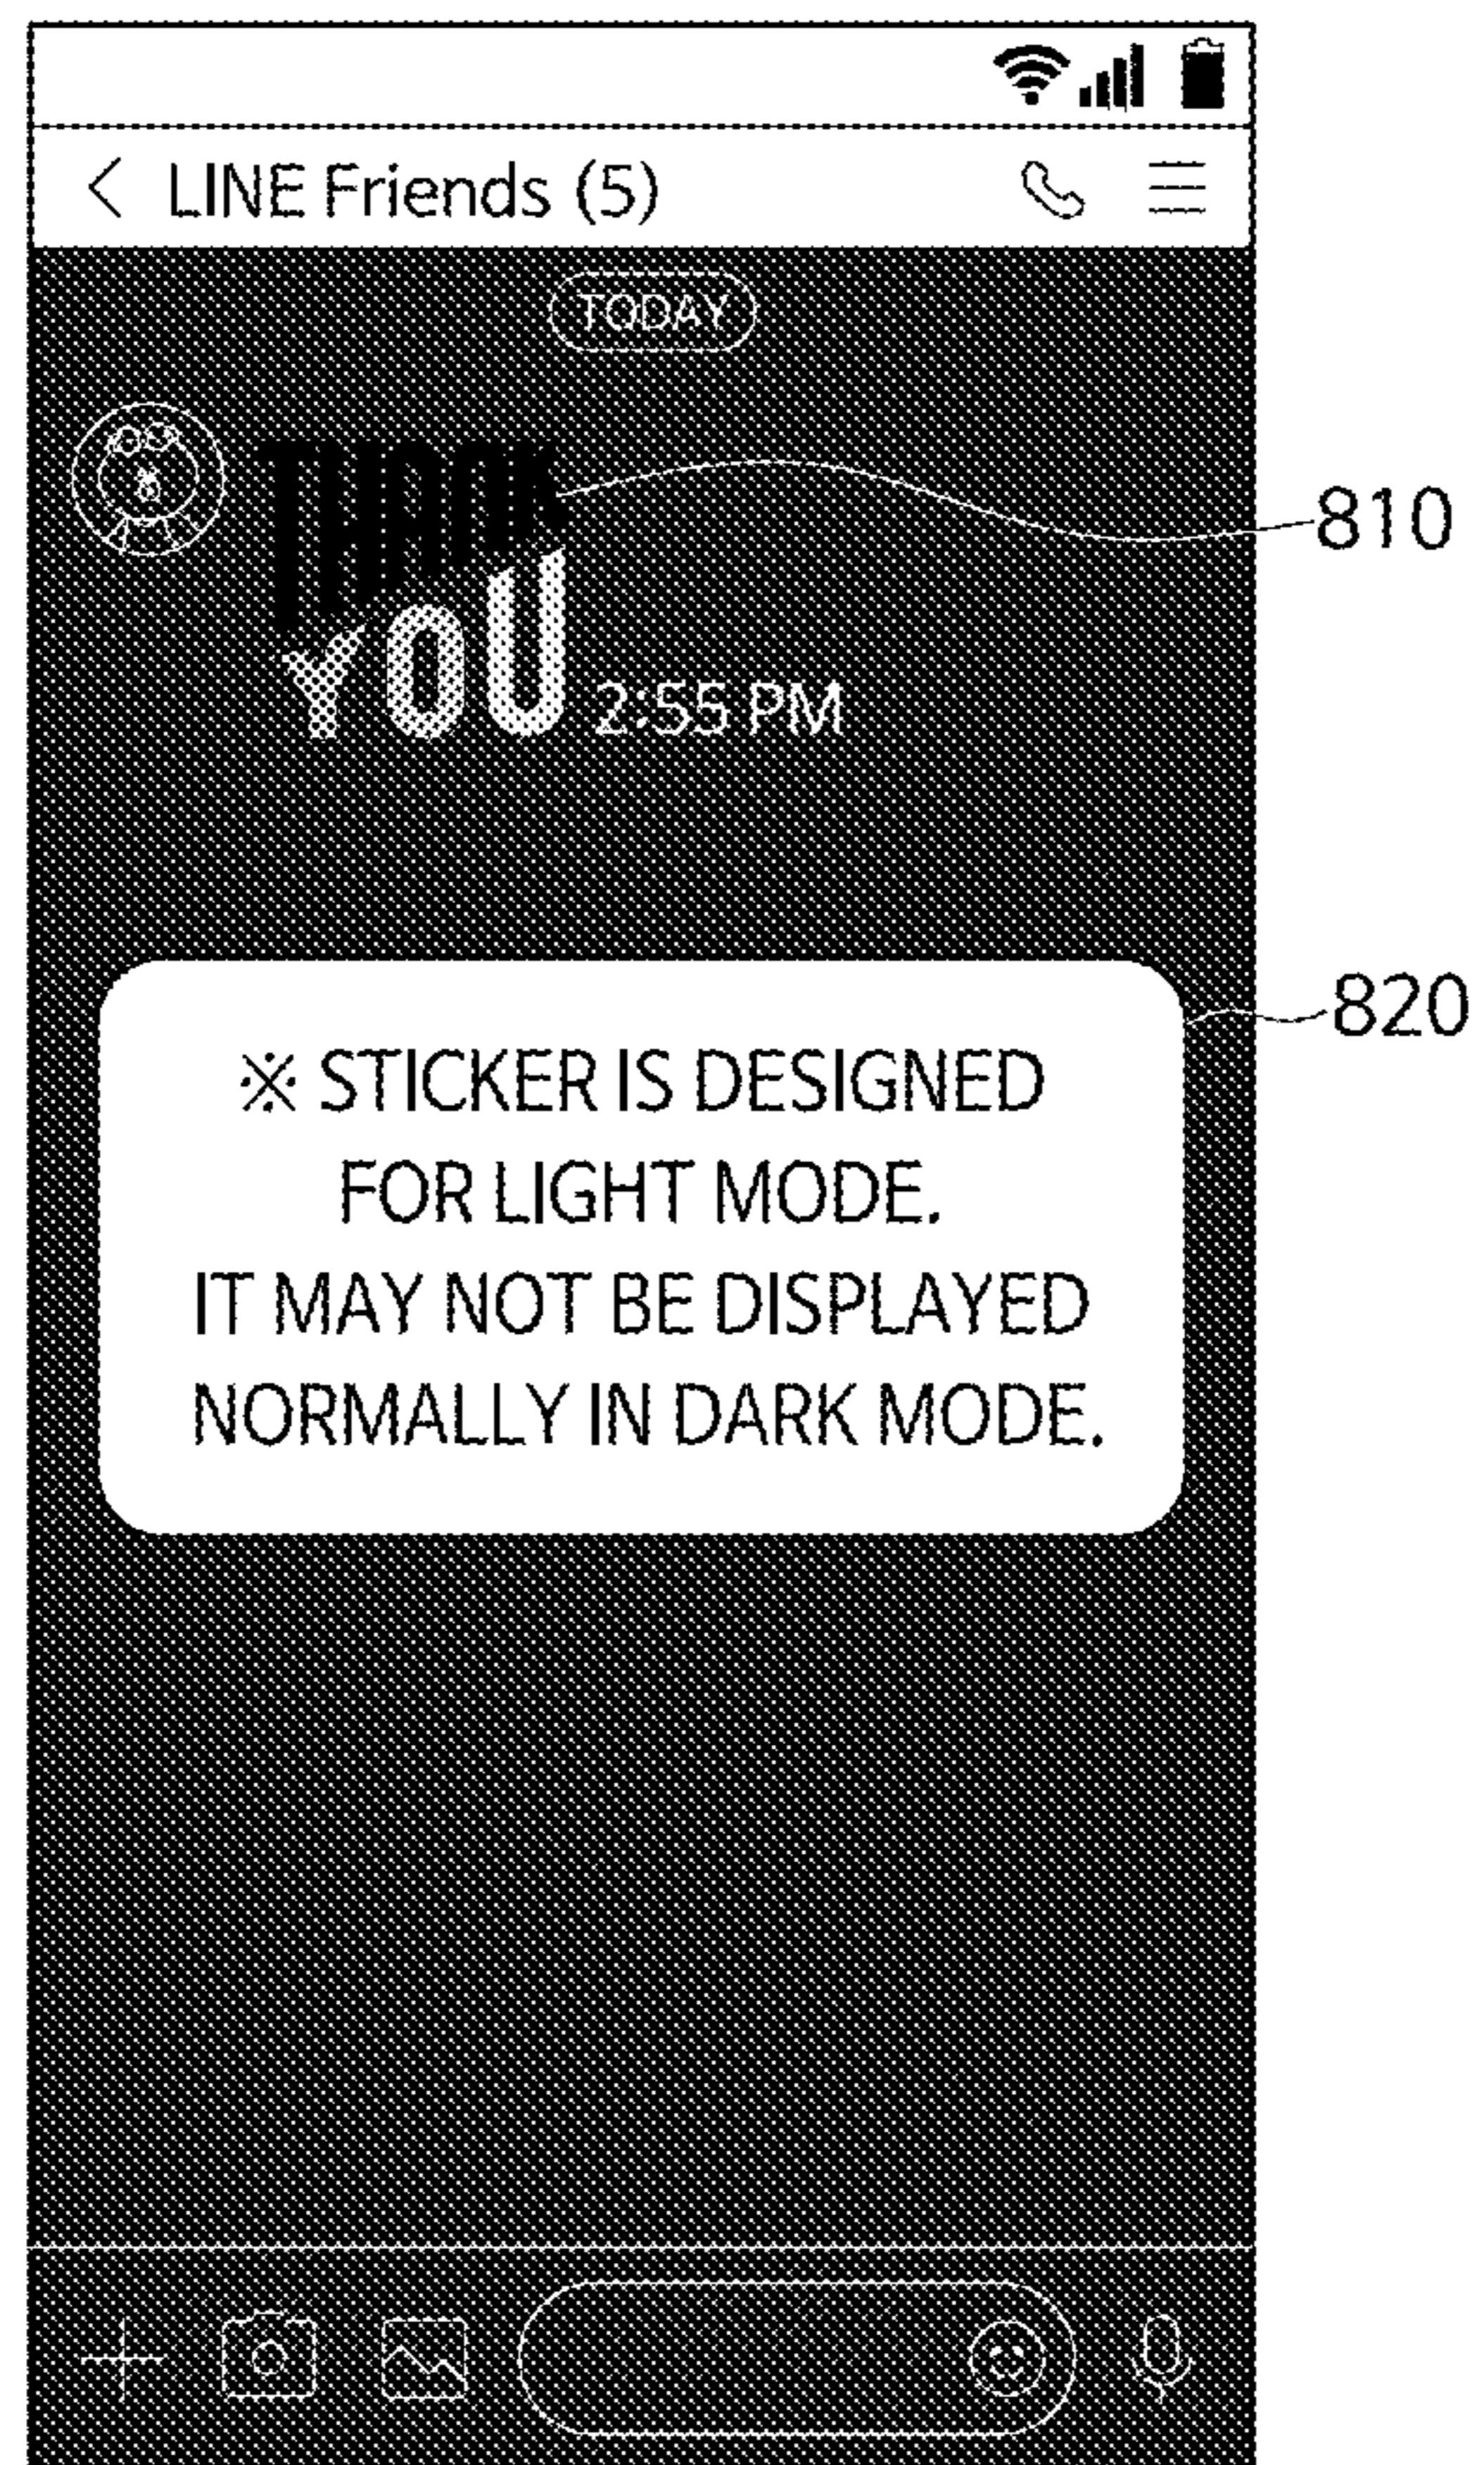 LINE Friends (5)
TODAY
THANK
YOU
2:55 PM
810
820
※ STICKER IS DESIGNED
FOR LIGHT MODE.
IT MAY NOT BE DISPLAYED
NORMALLY IN DARK MODE.